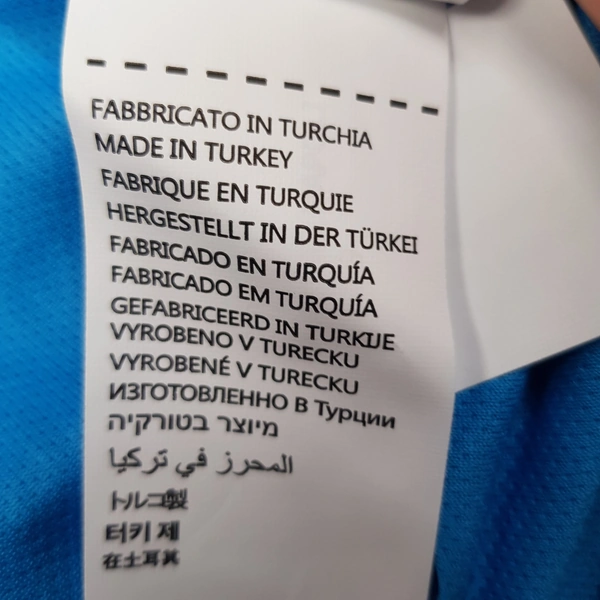 FABBRICATO IN TURCHIA
MADE IN TURKEY
FABRIQUE EN TURQUIE
HERGESTELLT IN DER TÜRKEI
FABRICADO EN TURQUÍA
FABRICADO EM TURQUÍA
GEFABRICEERD IN TURKIJE
VYROBENO V TURECKU
VYROBENÉ V TURECKU
ИЗГОТОВЛЕННО В Турции
מיוצר בטורקיה
المحرز في تركيا
トルコ製
터키 제
在土耳其